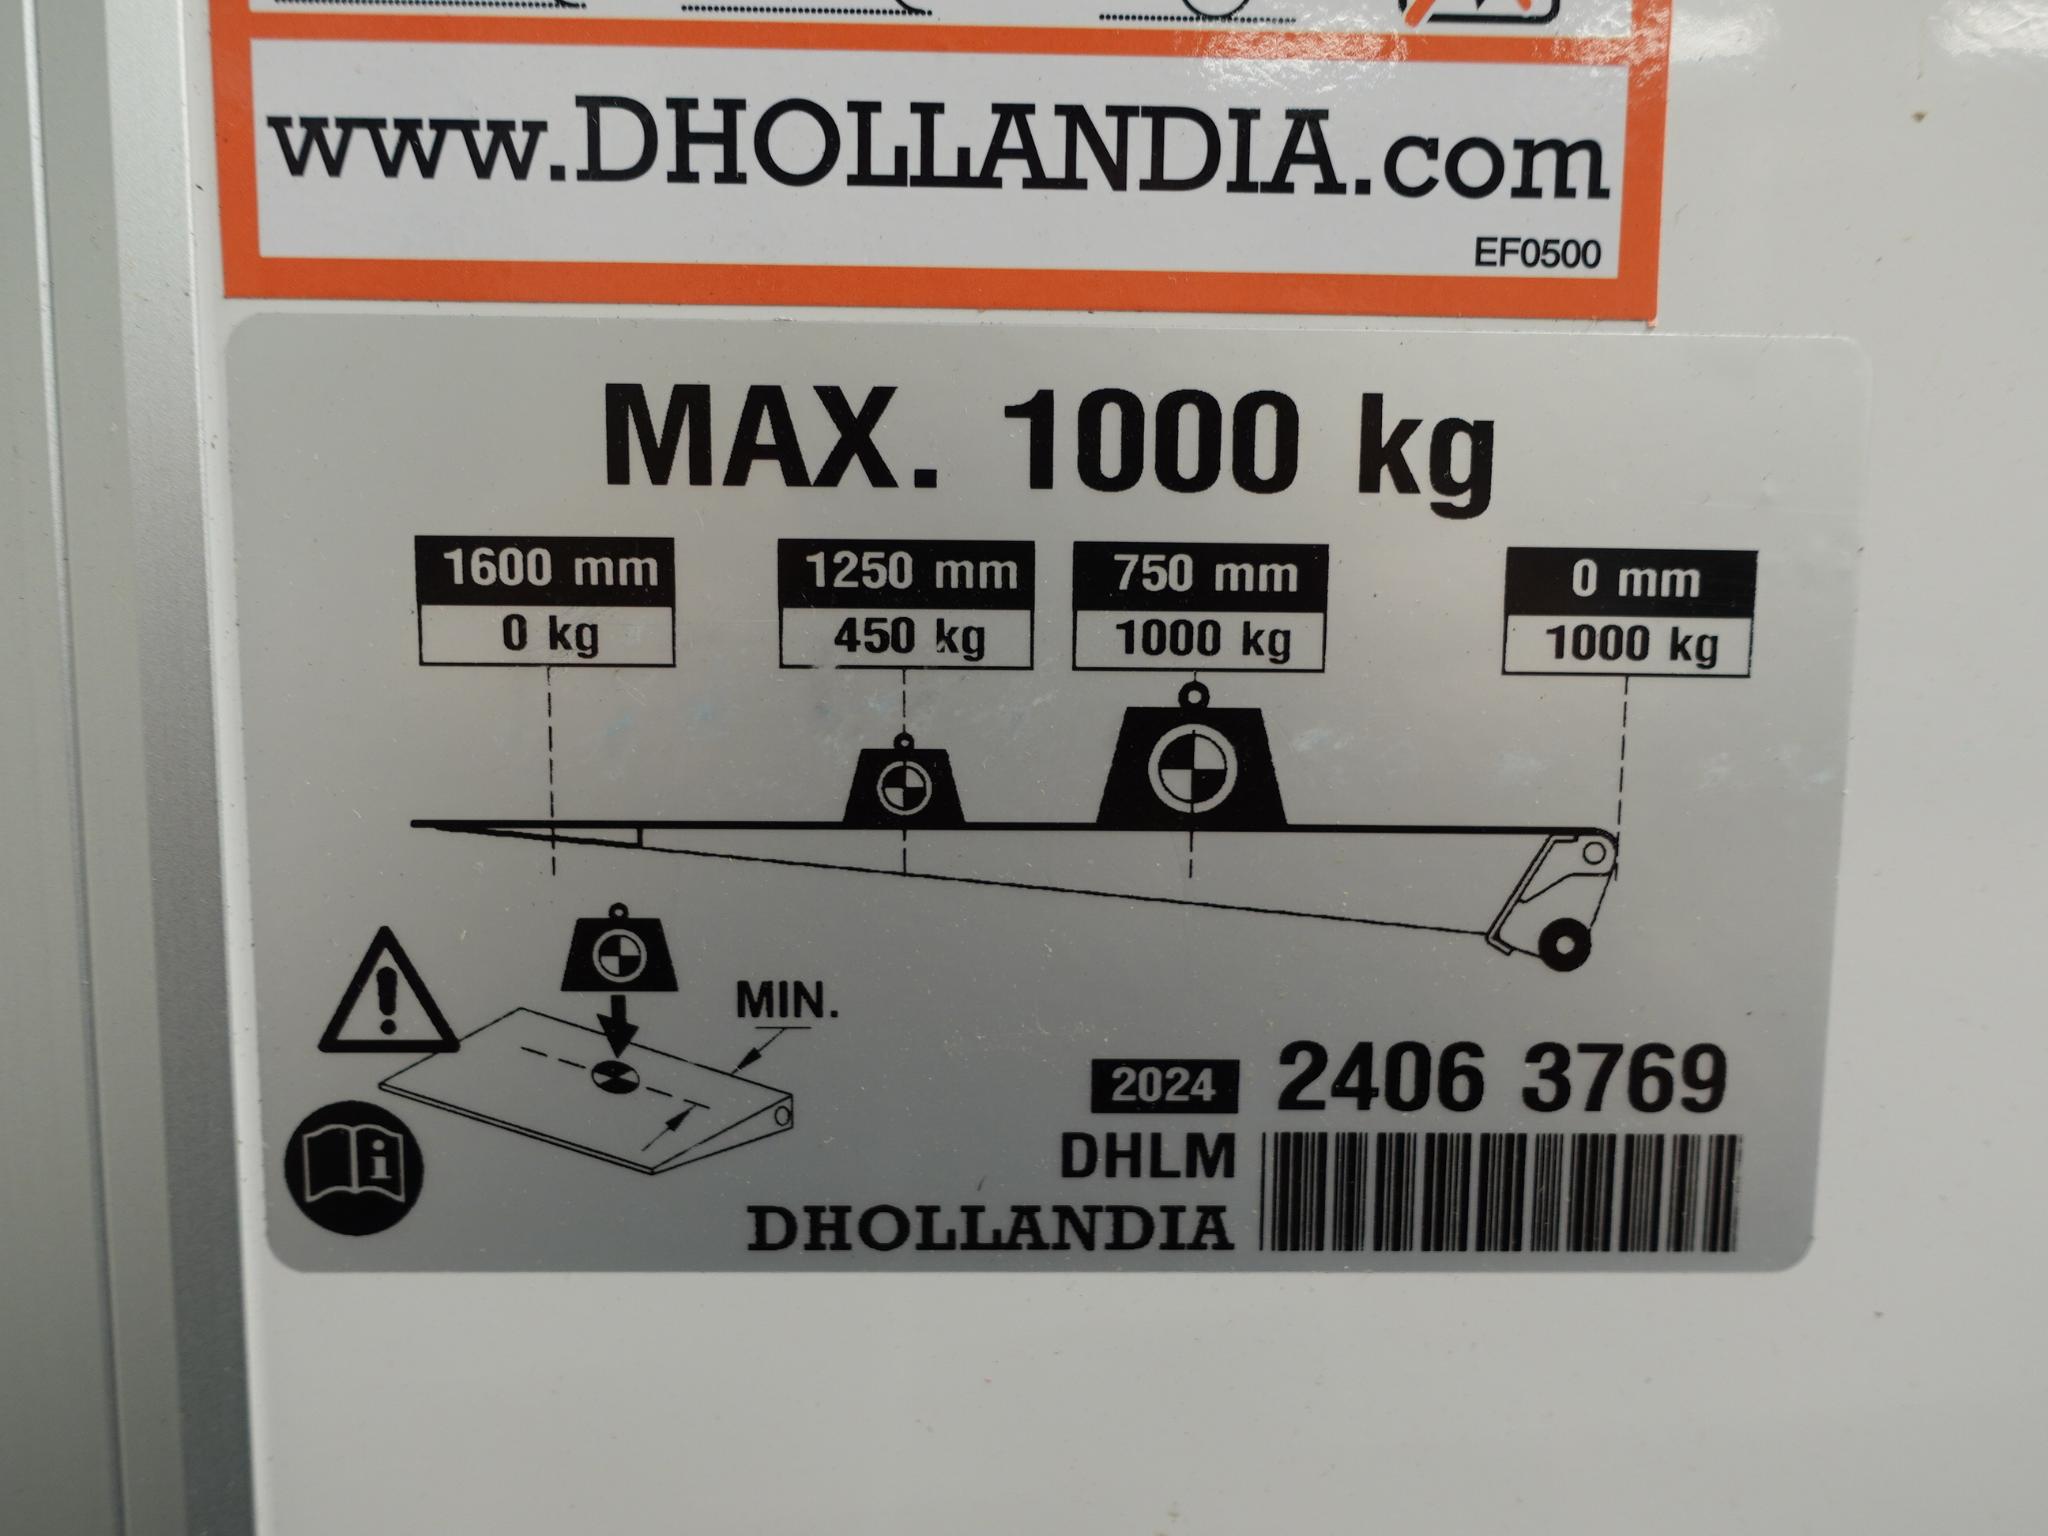 www.DHOLLANDIA.com
EF0500
MAX. 1000 kg
1600 mm 1250 mm 750 mm 0 mm
0 kg 450 kg 1000 kg 1000 kg
MIN.
2024 2406 3769
DHLM
DHOLLANDIA